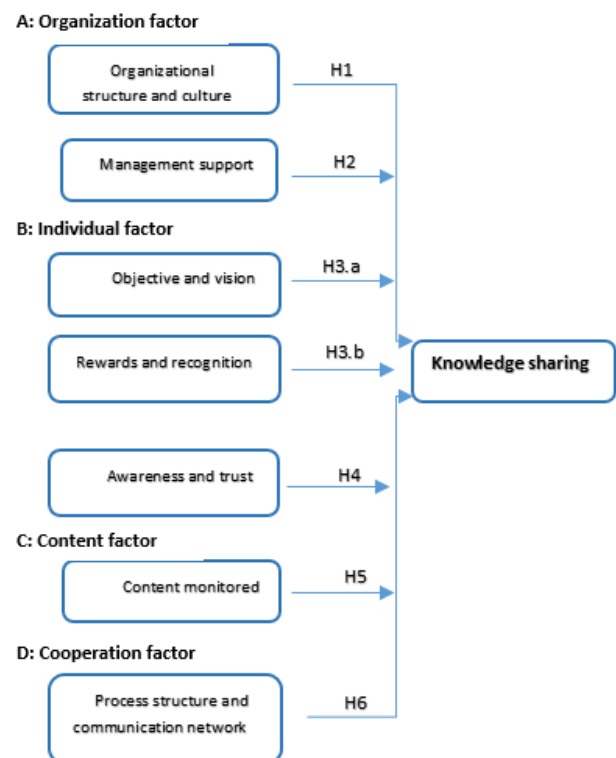 A: Organization factor
Organizational
structure and culture
H1
Management support
H2
B: Individual factor
Objective and vision
H3.a
Rewards and recognition
H3.b
Knowledge sharing
Awareness and trust
H4
C: Content factor
Content monitored
H5
D: Cooperation factor
Process structure and
communication network
H6